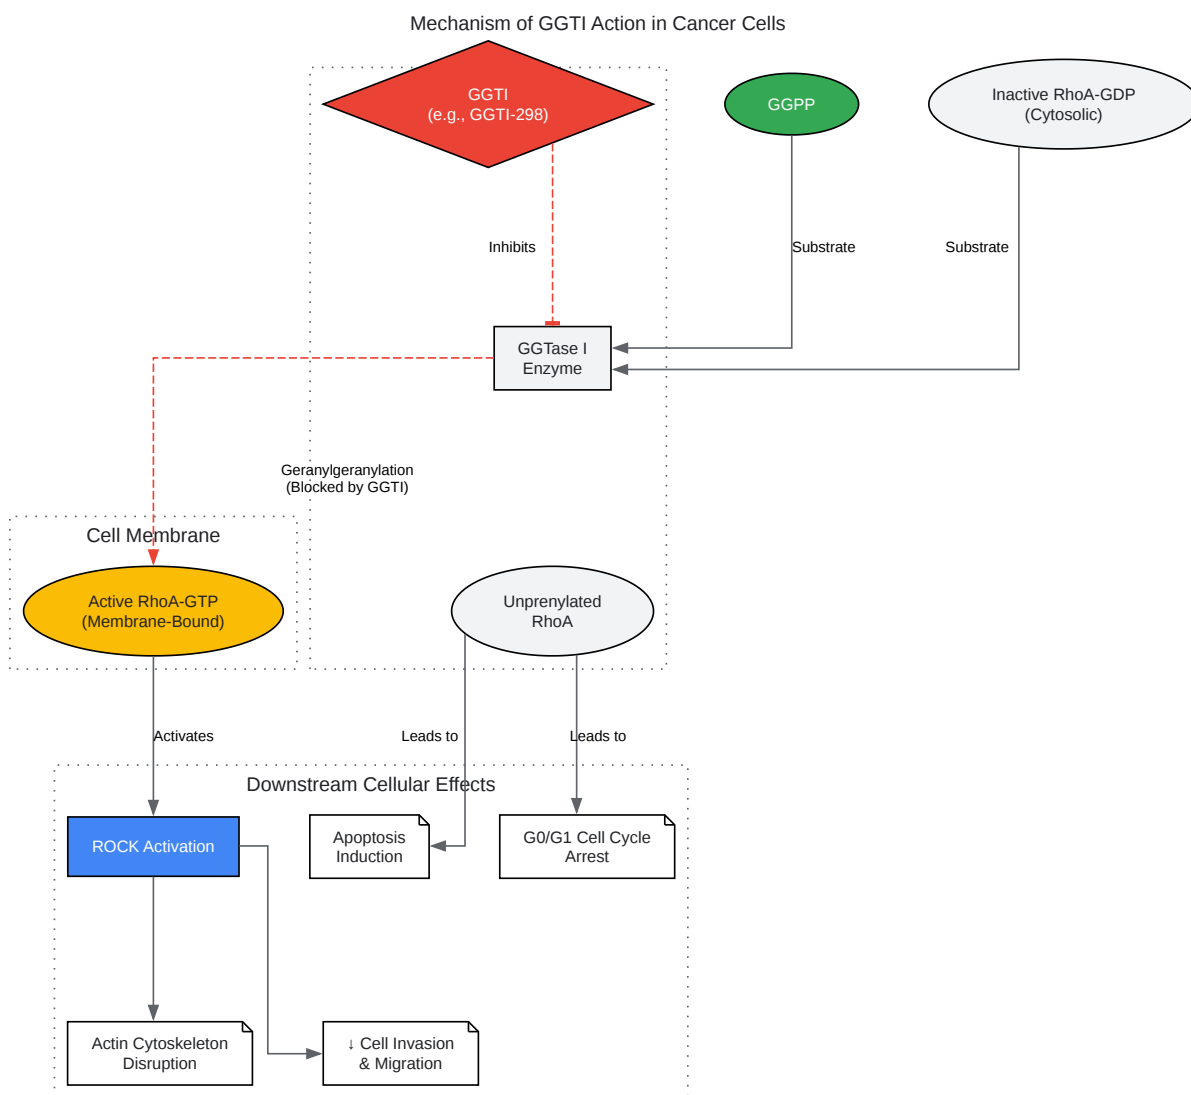 Mechanism of GGTI Action in Cancer Cells
GGTI
(e.g., GGTI-298)
GGPP
Inactive RhoA-GDP
(Cytosolic)
Inhibits
Substrate
Substrate
GGTase I
Enzyme
Geranylgeranylation
(Blocked by GGTI)
Cell Membrane
Active RhoA-GTP
(Membrane-Bound)
Unprenylated
RhoA
Activates
Leads to
Leads to
Downstream Cellular Effects
ROCK Activation
Apoptosis
Induction
G0/G1 Cell Cycle
Arrest
Actin Cytoskeleton
Disruption
↓ Cell Invasion
& Migration